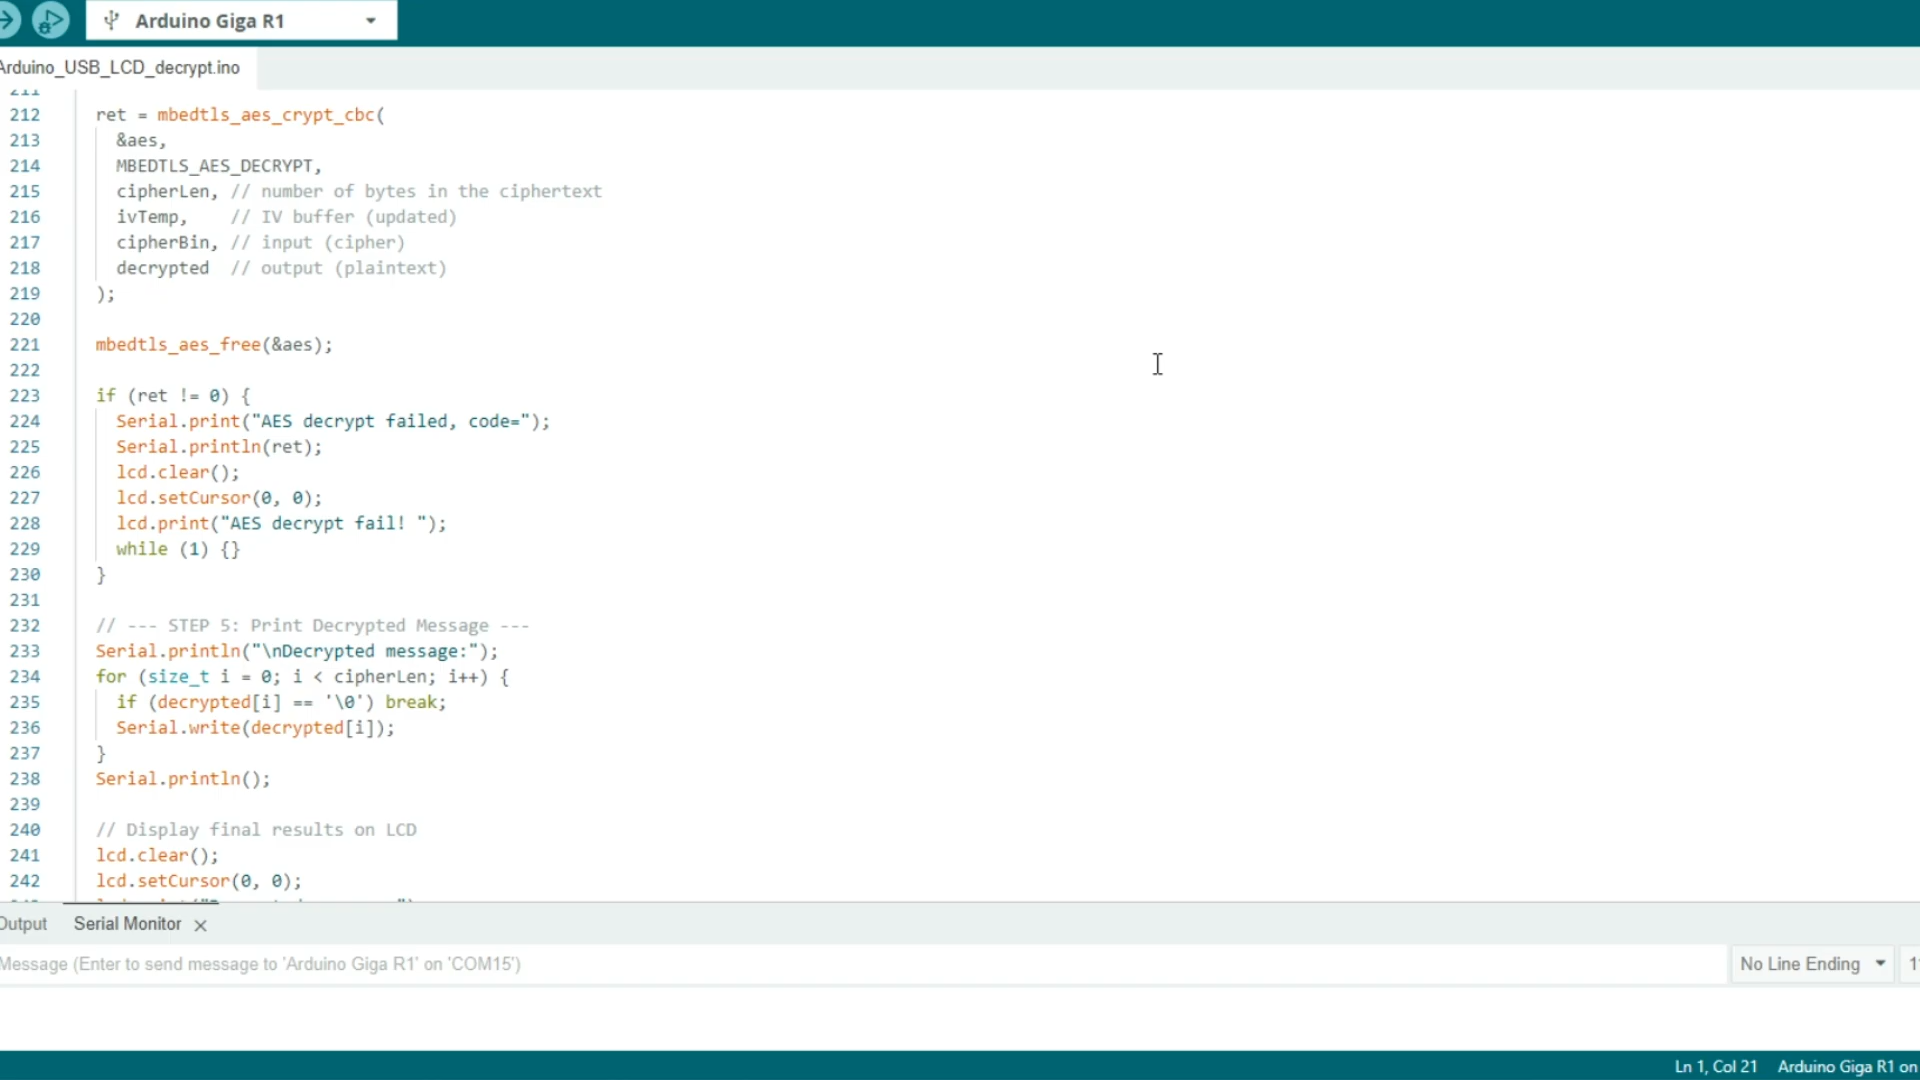 Arduino Giga R1
Arduino_USB_LCD_decrypt.ino
211
212 ret = mbedtls_aes_crypt_cbc(
213 &aes,
214 MBEDTLS_AES_DECRYPT,
215 cipherLen, // number of bytes in the ciphertext
216 ivTemp, // IV buffer (updated)
217 cipherBin, // input (cipher)
218 decrypted // output (plaintext)
219 );
220
221 mbedtls_aes_free(&aes);
222
223 if (ret != 0) {
224 Serial.print("AES decrypt failed, code=");
225 Serial.println(ret);
226 lcd.clear();
227 lcd.setCursor(0, 0);
228 lcd.print("AES decrypt fail! ");
229 while (1) {}
230 }
231
232 // --- STEP 5: Print Decrypted Message ---
233 Serial.println("\nDecrypted message:");
234 for (size_t i = 0; i < cipherLen; i++) {
235 if (decrypted[i] == '\0') break;
236 Serial.write(decrypted[i]);
237 }
238 Serial.println();
239
240 // Display final results on LCD
241 lcd.clear();
242 lcd.setCursor(0, 0);
Output Serial Monitor
Message (Enter to send message to 'Arduino Giga R1' on 'COM15')
No Line Ending
Ln 1, Col 21 Arduino Giga R1 on